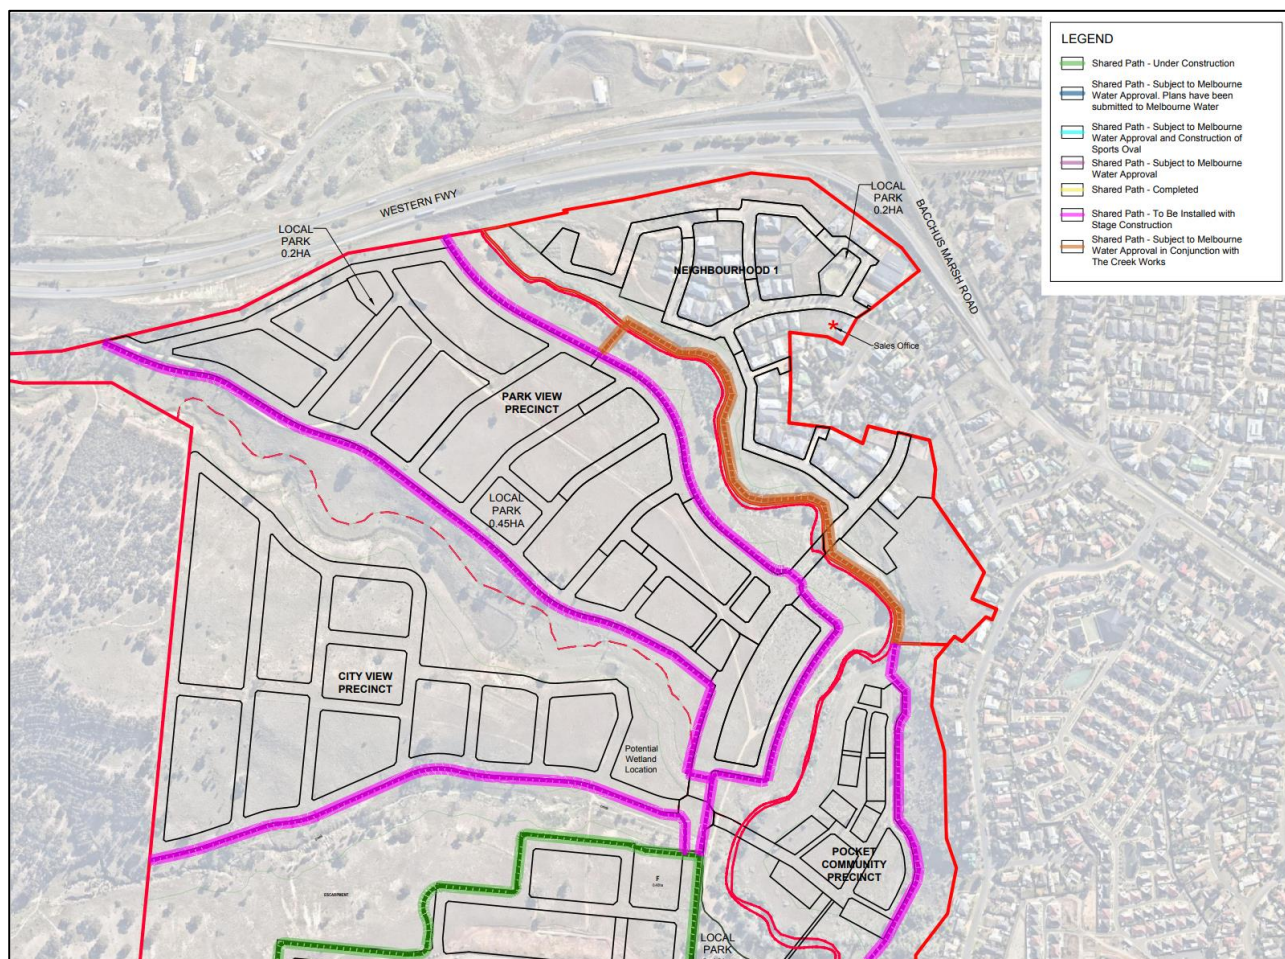 LEGEND
Shared Path - Under Construction
Shared Path - Subject to Melbourne
Water Approval. Plans have been
submitted to Melbourne Water
Shared Path - Subject to Melbourne
Water Approval and Construction of
Sports Oval
Shared Path - Subject to Melbourne
Water Approval
Shared Path - Completed
Shared Path - To Be Installed with
Stage Construction
Shared Path - Subject to Melbourne
Water Approval in Conjunction with
The Creek Works
WESTERN FWY
LOCAL
PARK
0.2HA
BACCHUS MARSH ROAD
LOCAL
PARK
0.2HA
NEIGHBOURHOOD 1
Sales Office
PARK VIEW
PRECINCT
LOCAL
PARK
0.45HA
CITY VIEW
PRECINCT
Potential
Wetland
Location
POCKET
COMMUNITY
PRECINCT
ESCARPMENT
F
LOCAL
PARK